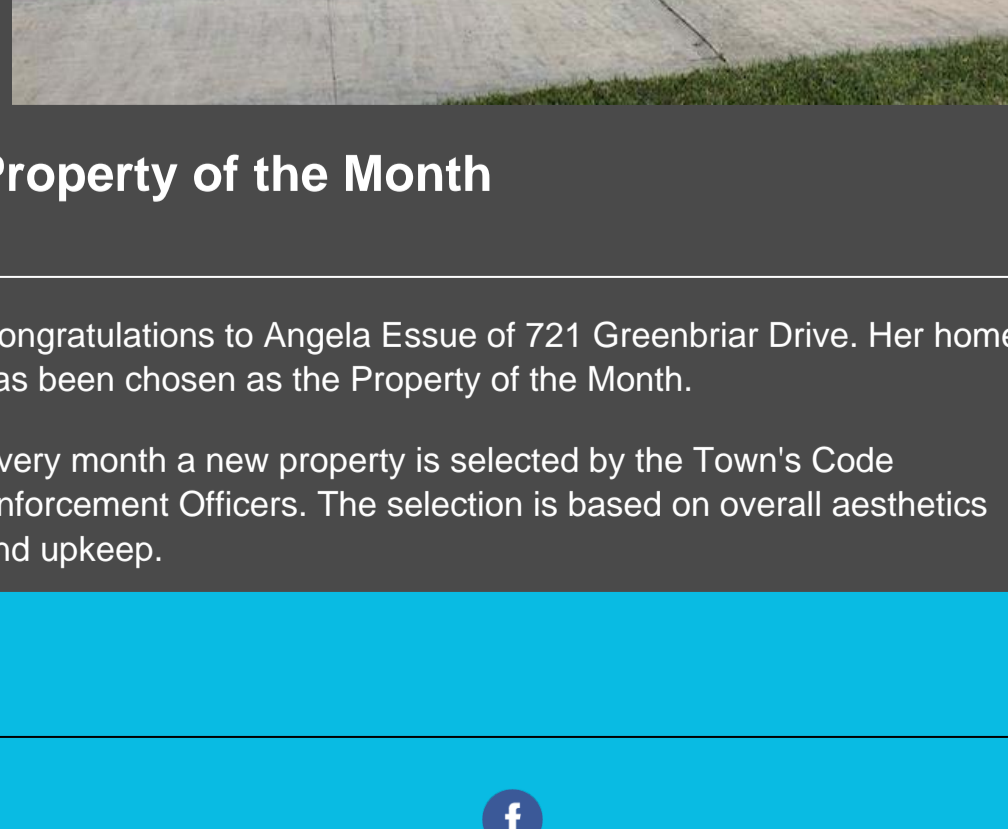 Property of the Month
ongratulations to Angela Essue of 721 Greenbriar Drive. Her home
as been chosen as the Property of the Month.
very month a new property is selected by the Town's Code
nforcement Officers. The selection is based on overall aesthetics
nd upkeep.
f